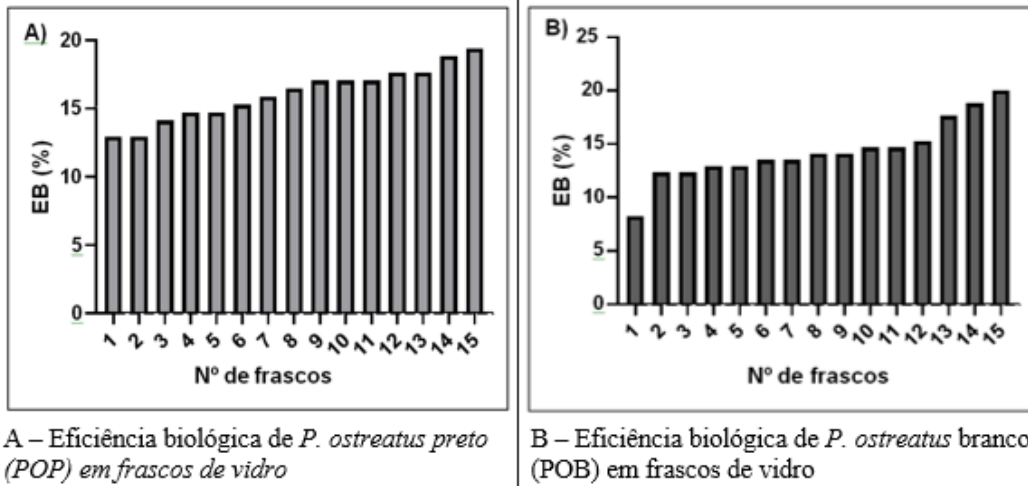 A)
20
15
10
5
0
EB (%)
1 2 3 4 5 6 7 8 9 10 11 12 13 14 15
Nº de frascos
A – Eficiência biológica de P. ostreatus preto
(POP) em frascos de vidro
B)
25
20
15
10
5
0
EB (%)
1 2 3 4 5 6 7 8 9 10 11 12 13 14 15
Nº de frascos
B – Eficiência biológica de P. ostreatus branco
(POB) em frascos de vidro